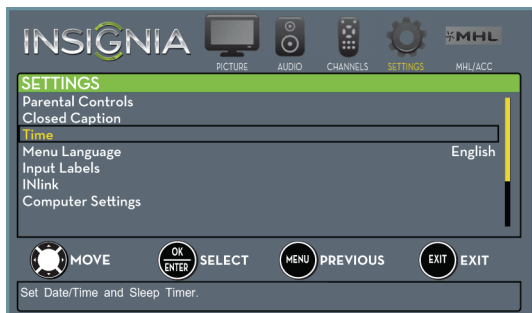 INSIGNIA
PICTURE AUDIO CHANNELS SETTINGS MHL MHL/ACC
SETTINGS
Parental Controls
Closed Caption
Time
Menu Language English
Input Labels
INlink
Computer Settings
MOVE OK ENTER SELECT MENU PREVIOUS EXIT EXIT
Set Date/Time and Sleep Timer.